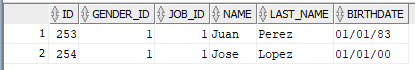 ID GENDER_ID JOB_ID NAME LAST_NAME BIRTHDATE
1 253 1 1 Juan Perez 01/01/83
2 254 1 1 Jose Lopez 01/01/00